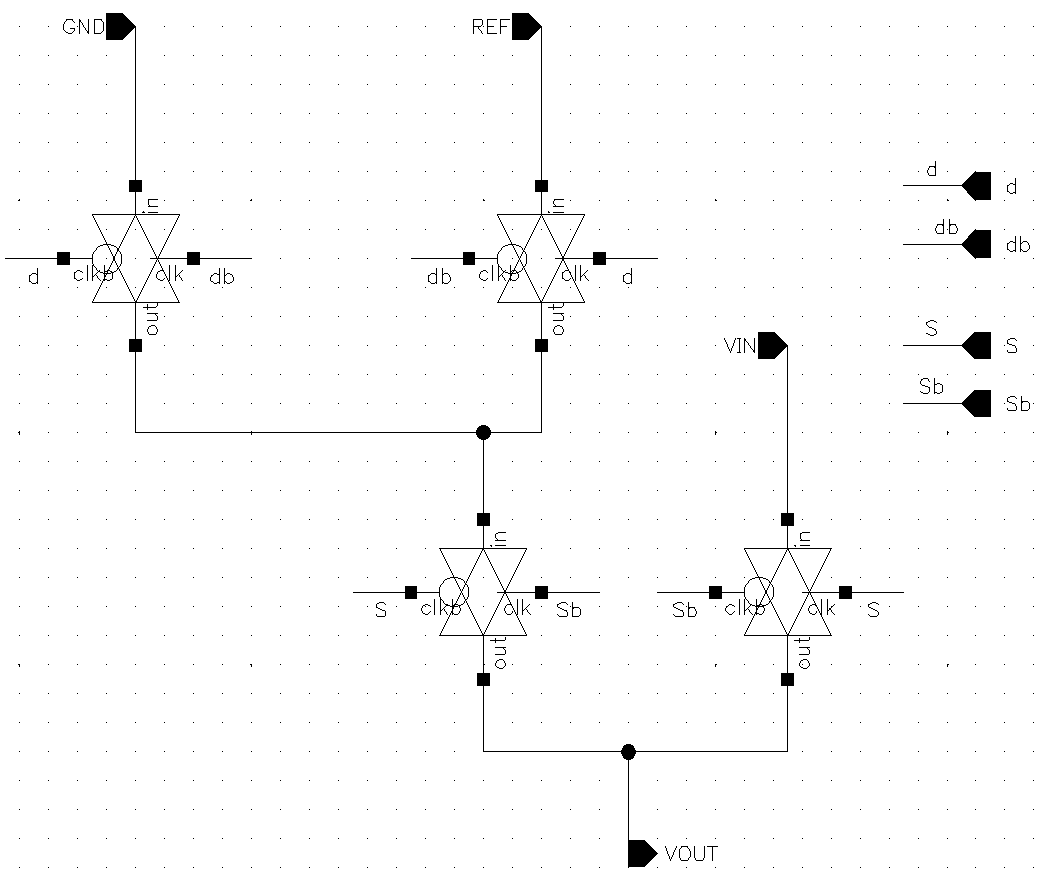 GND
REF
in
in
d
clkb
clk
db
db
clkb
clk
d
out
out
d
d
db
db
S
S
Sb
Sb
VIN
in
in
S
clkb
clk
Sb
Sb
clkb
clk
S
out
out
VOUT